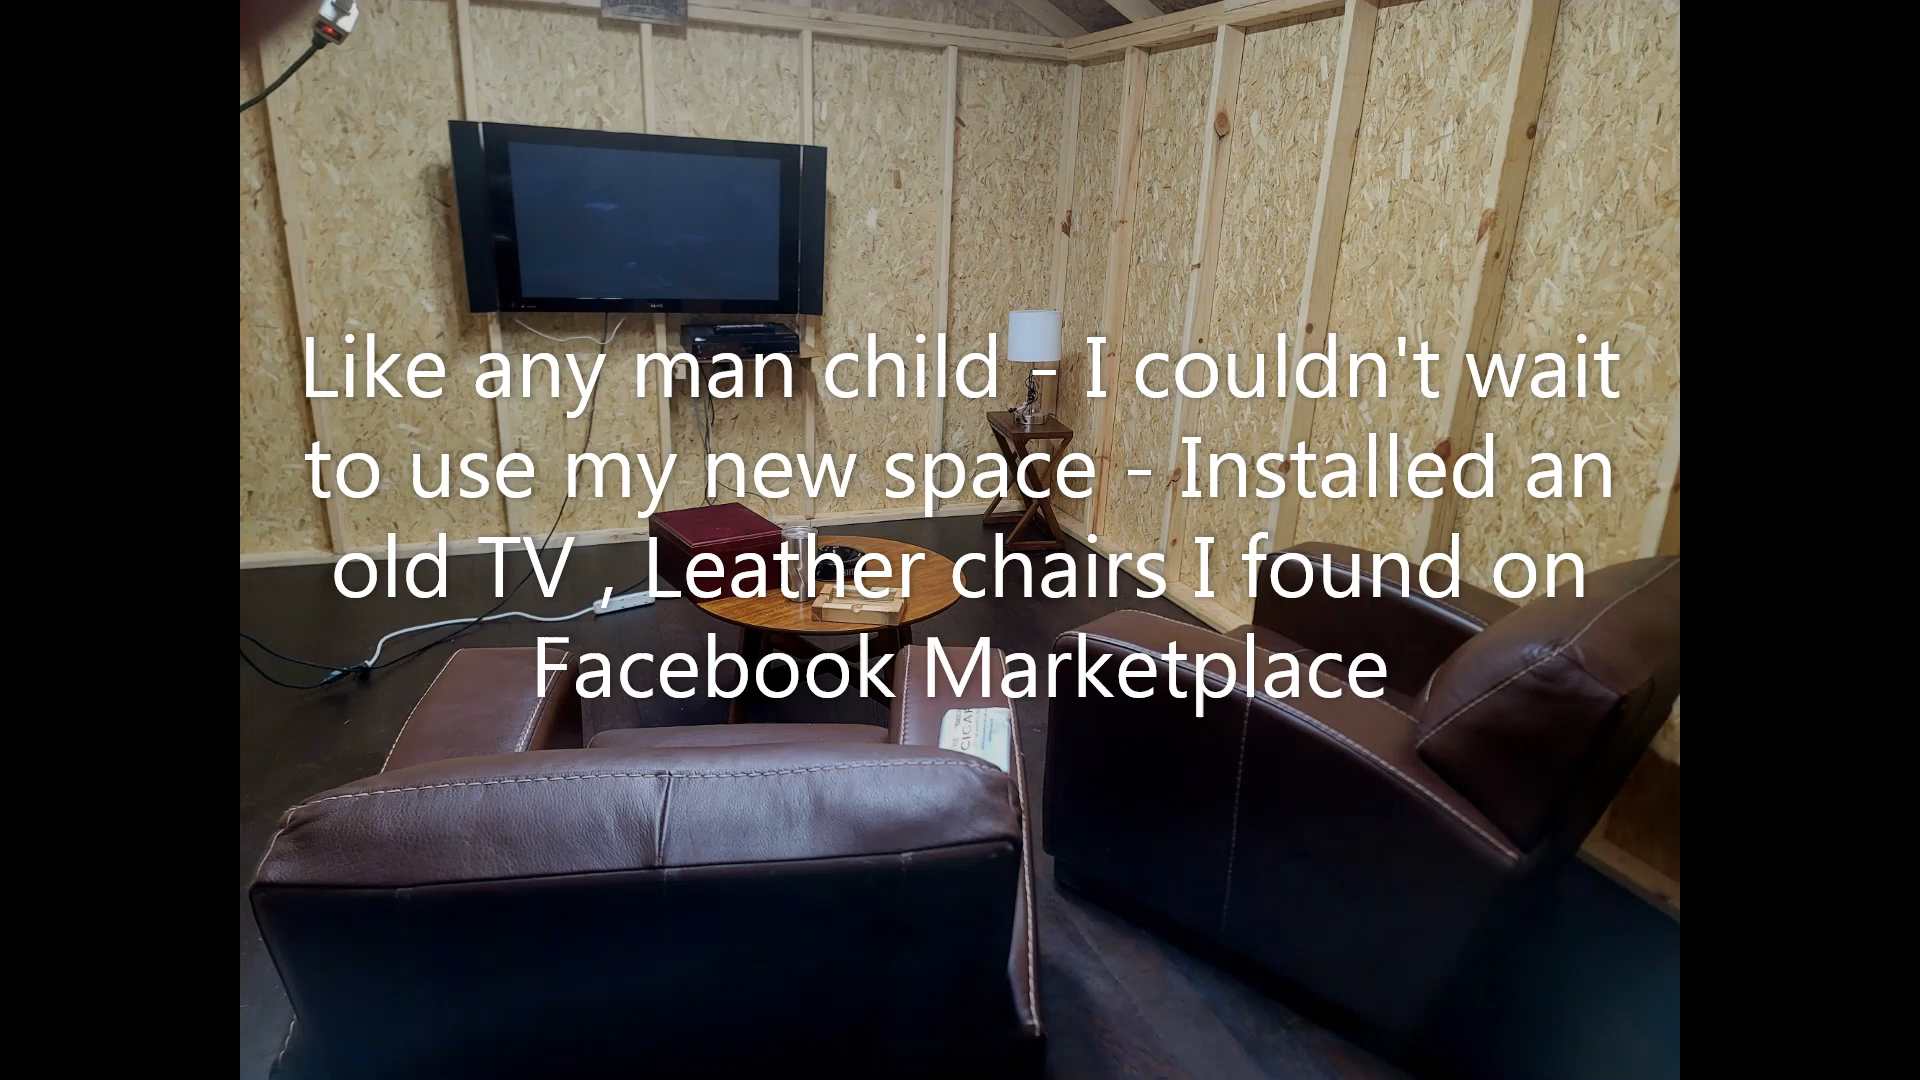 Like any man child - I couldn't wait
to use my new space - Installed an
old TV , Leather chairs I found on
Facebook Marketplace
CIGAR